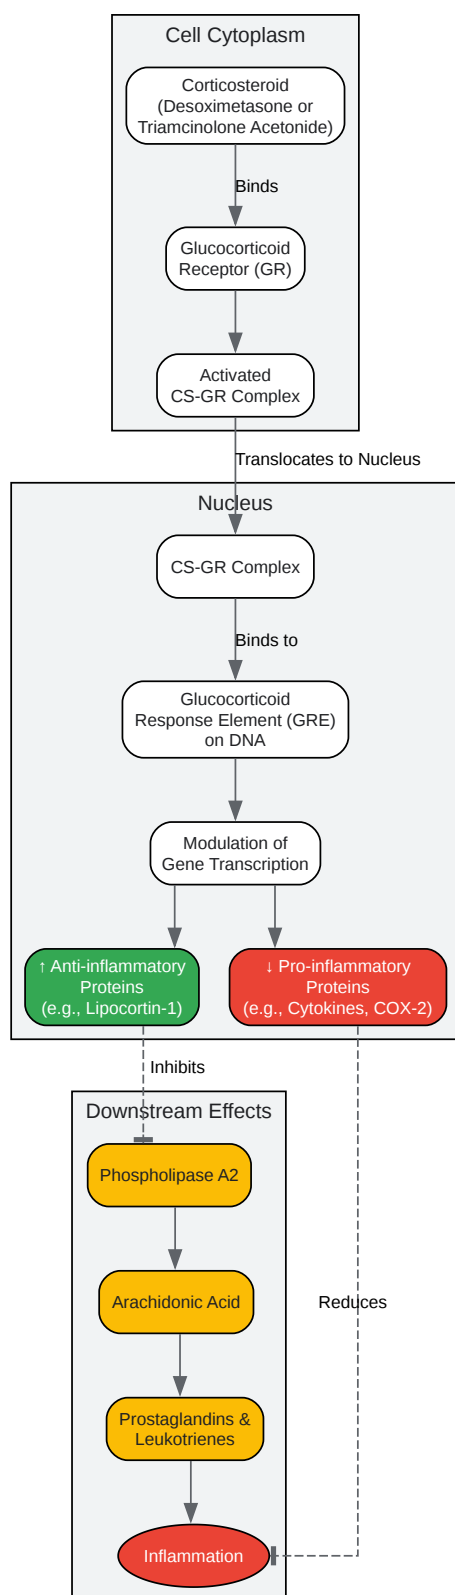 Cell Cytoplasm
Corticosteroid
(Desoximetasone or
Triamcinolone Acetonide)
Binds
Glucocorticoid
Receptor (GR)
Activated
CS-GR Complex
Translocates to Nucleus
Nucleus
CS-GR Complex
Binds to
Glucocorticoid
Response Element (GRE)
on DNA
Modulation of
Gene Transcription
↑ Anti-inflammatory
Proteins
(e.g., Lipocortin-1)
↓ Pro-inflammatory
Proteins
(e.g., Cytokines, COX-2)
Inhibits
Downstream Effects
Phospholipase A2
Arachidonic Acid
Reduces
Prostaglandins &
Leukotrienes
Inflammation